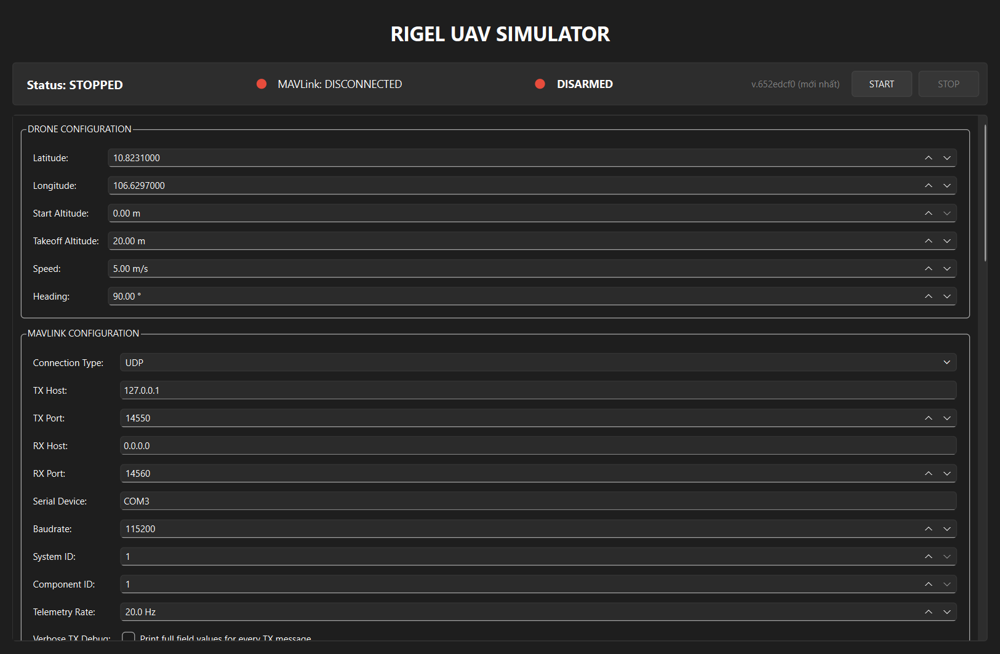 RIGEL UAV SIMULATOR
Status: STOPPED
MAVLink: DISCONNECTED
DISARMED
v.652edcf0 (mới nhất)
START
STOP
DRONE CONFIGURATION
Latitude: 10.8231000
Longitude: 106.6297000
Start Altitude: 0.00 m
Takeoff Altitude: 20.00 m
Speed: 5.00 m/s
Heading: 90.00 °
MAVLINK CONFIGURATION
Connection Type: UDP
TX Host: 127.0.0.1
TX Port: 14550
RX Host: 0.0.0.0
RX Port: 14560
Serial Device: COM3
Baudrate: 115200
System ID: 1
Component ID: 1
Telemetry Rate: 20.0 Hz
Verbose TX Debug: Print full field values for every TX message